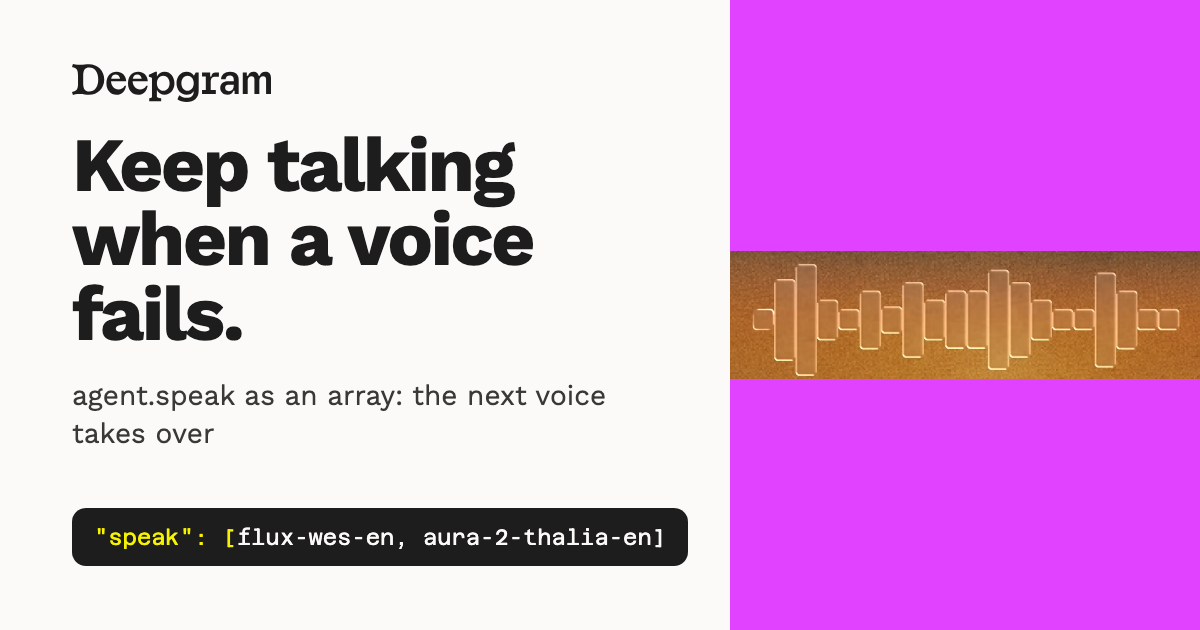 Deepgram
Keep talking
when a voice
fails.
agent.speak as an array: the next voice
takes over
"speak": [flux-wes-en, aura-2-thalia-en]